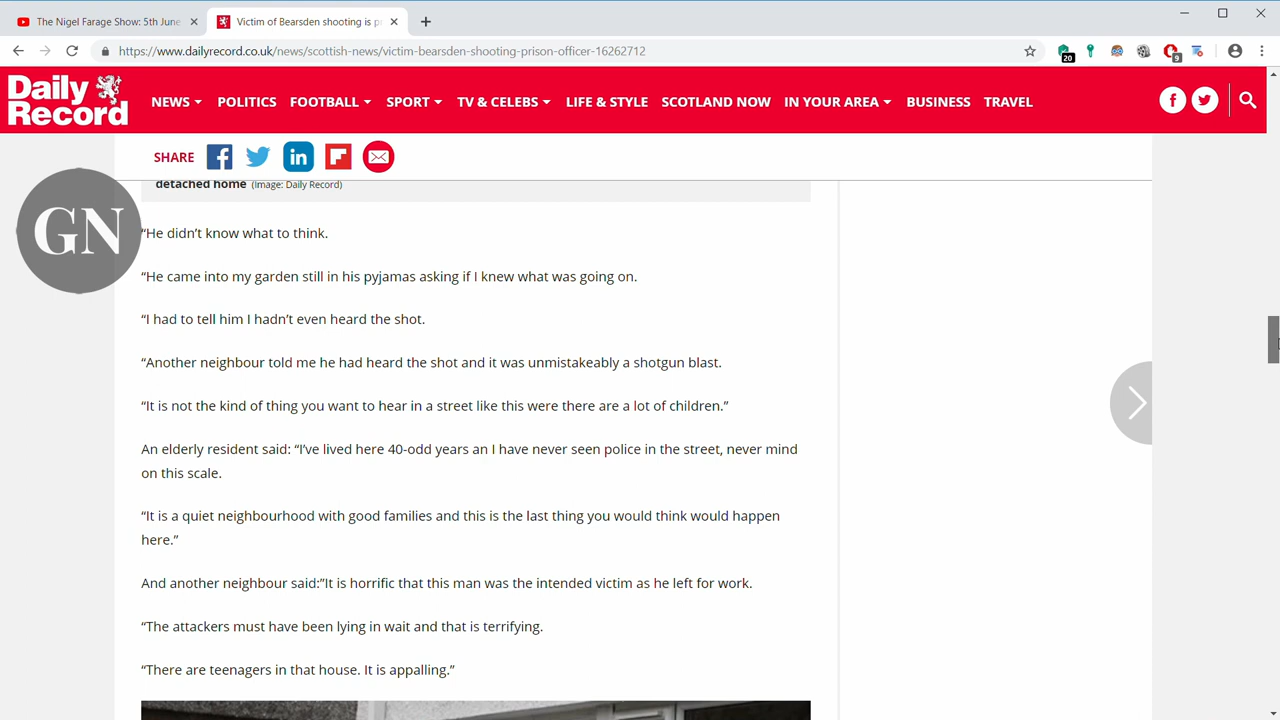 The Nigel Farage Show: 5th June
Victim of Bearsden shooting is p
https://www.dailyrecord.co.uk/news/scottish-news/victim-bearsden-shooting-prison-officer-16262712
20
9
Daily
Record
NEWS POLITICS FOOTBALL SPORT TV & CELEBS LIFE & STYLE SCOTLAND NOW IN YOUR AREA BUSINESS TRAVEL
SHARE
detached home (Image: Daily Record)
GN
“He didn’t know what to think.
“He came into my garden still in his pyjamas asking if I knew what was going on.
“I had to tell him I hadn’t even heard the shot.
“Another neighbour told me he had heard the shot and it was unmistakeably a shotgun blast.
“It is not the kind of thing you want to hear in a street like this were there are a lot of children.”
An elderly resident said: “I’ve lived here 40-odd years an I have never seen police in the street, never mind
on this scale.
“It is a quiet neighbourhood with good families and this is the last thing you would think would happen
here.”
And another neighbour said:”It is horrific that this man was the intended victim as he left for work.
“The attackers must have been lying in wait and that is terrifying.
“There are teenagers in that house. It is appalling.”